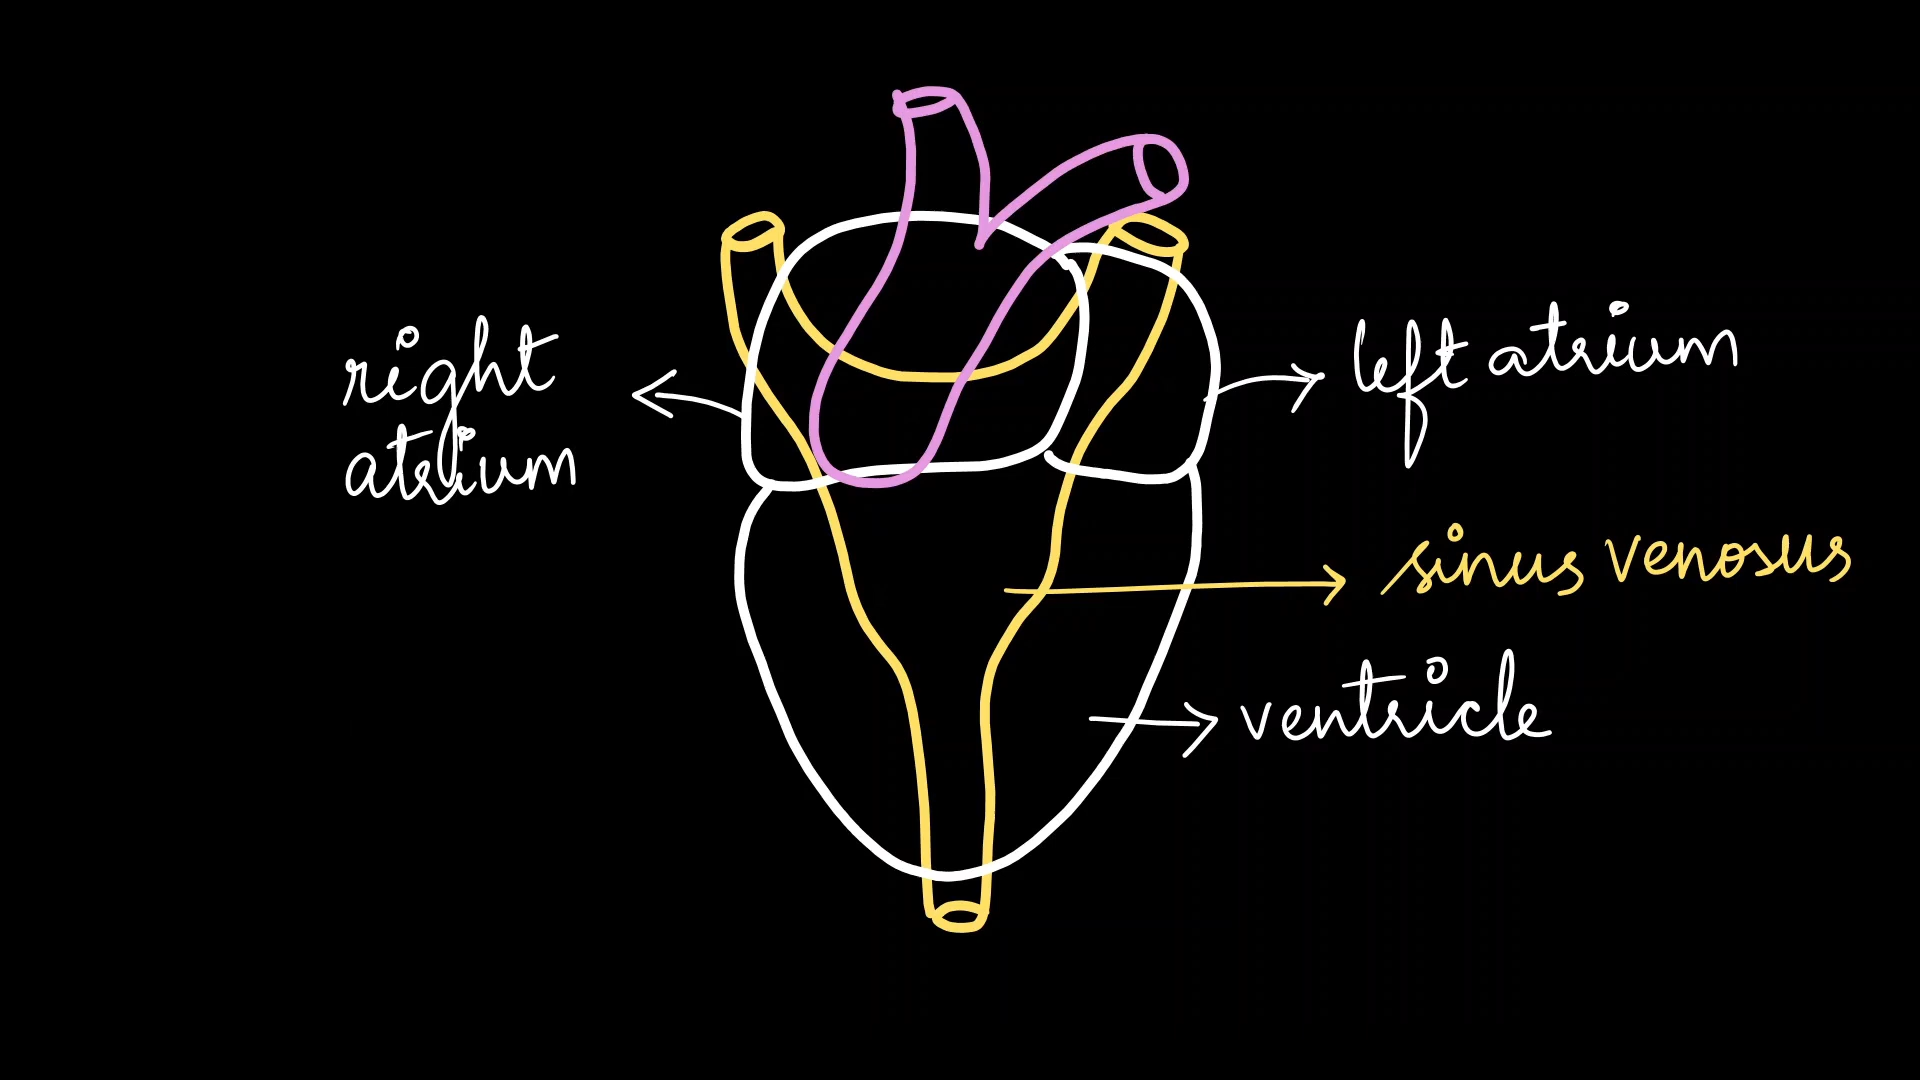 right
atrium
left atrium
sinus venosus
ventricle